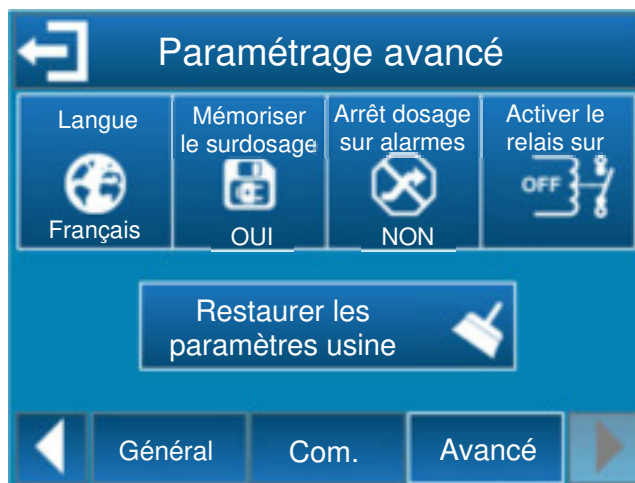 Paramétrage avancé
Langue
Français
Mémoriser
le surdosage
OUI
Arrêt dosage
sur alarmes
NON
Activer le
relais sur
OFF
Restaurer les
paramètres usine
Général
Com.
Avancé